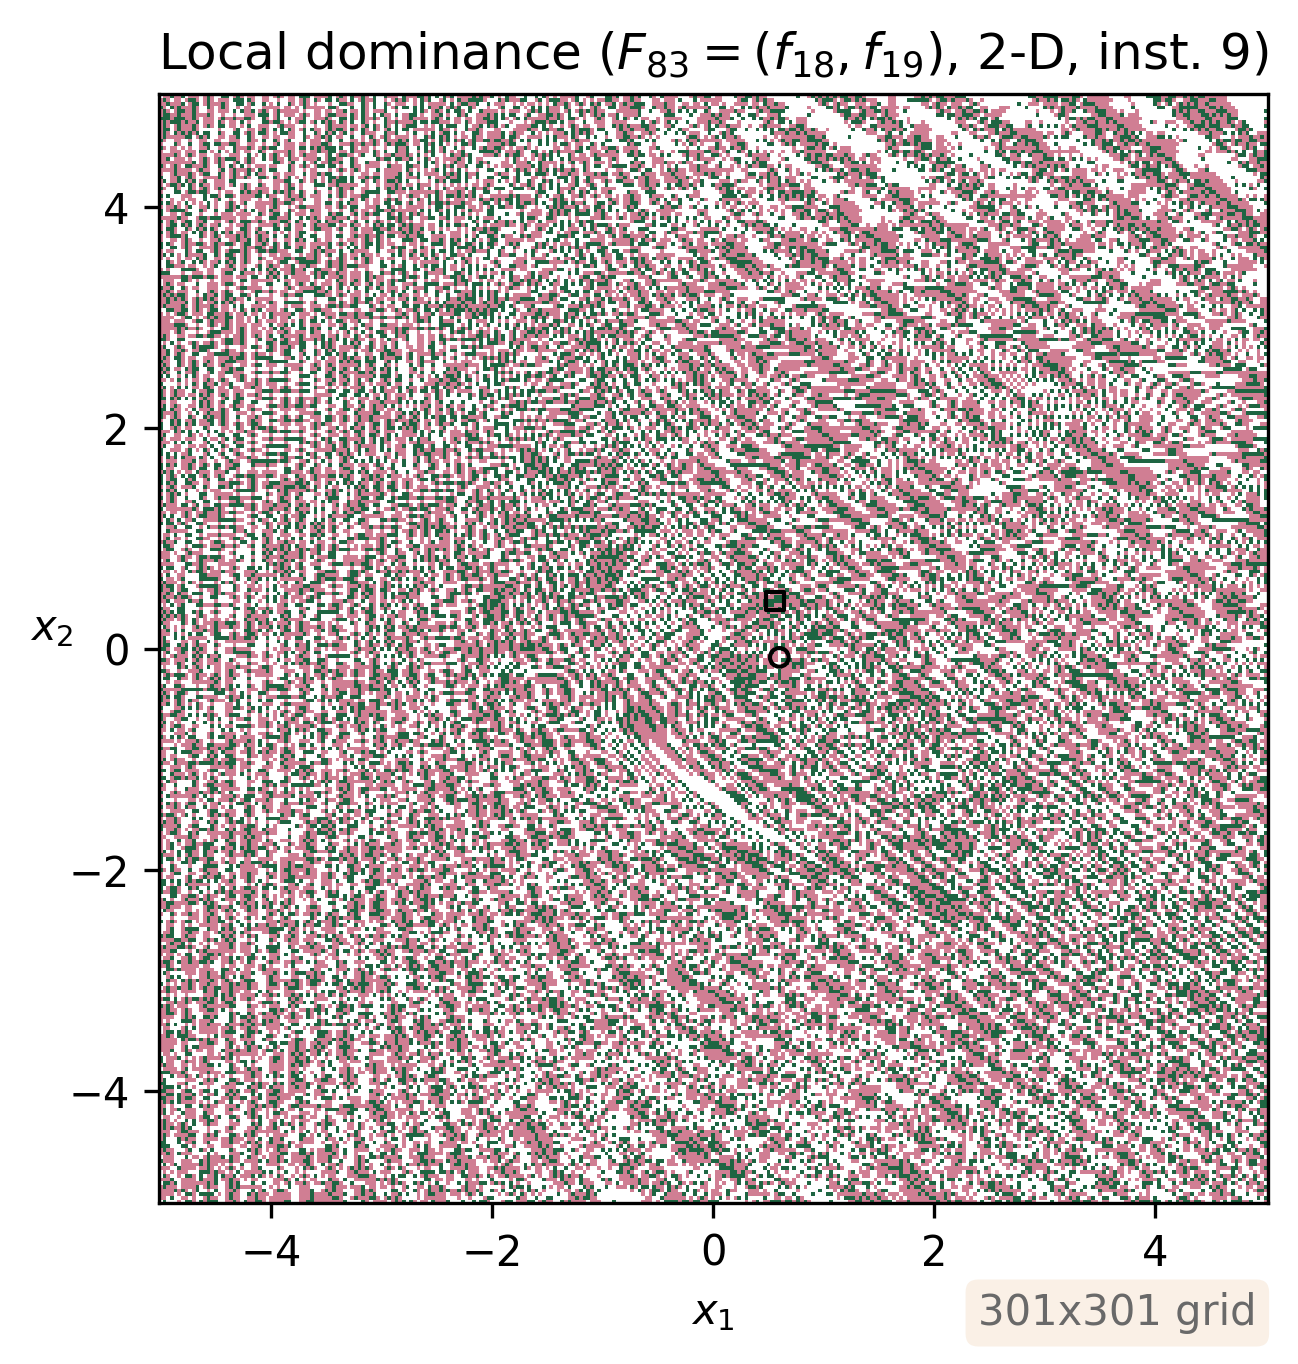 Local dominance (F₈₃ = (f₁₈, f₁₉), 2-D, inst. 9)
4
2
x₂ 0
−2
−4
−4 −2 0 2 4
x₁
301x301 grid